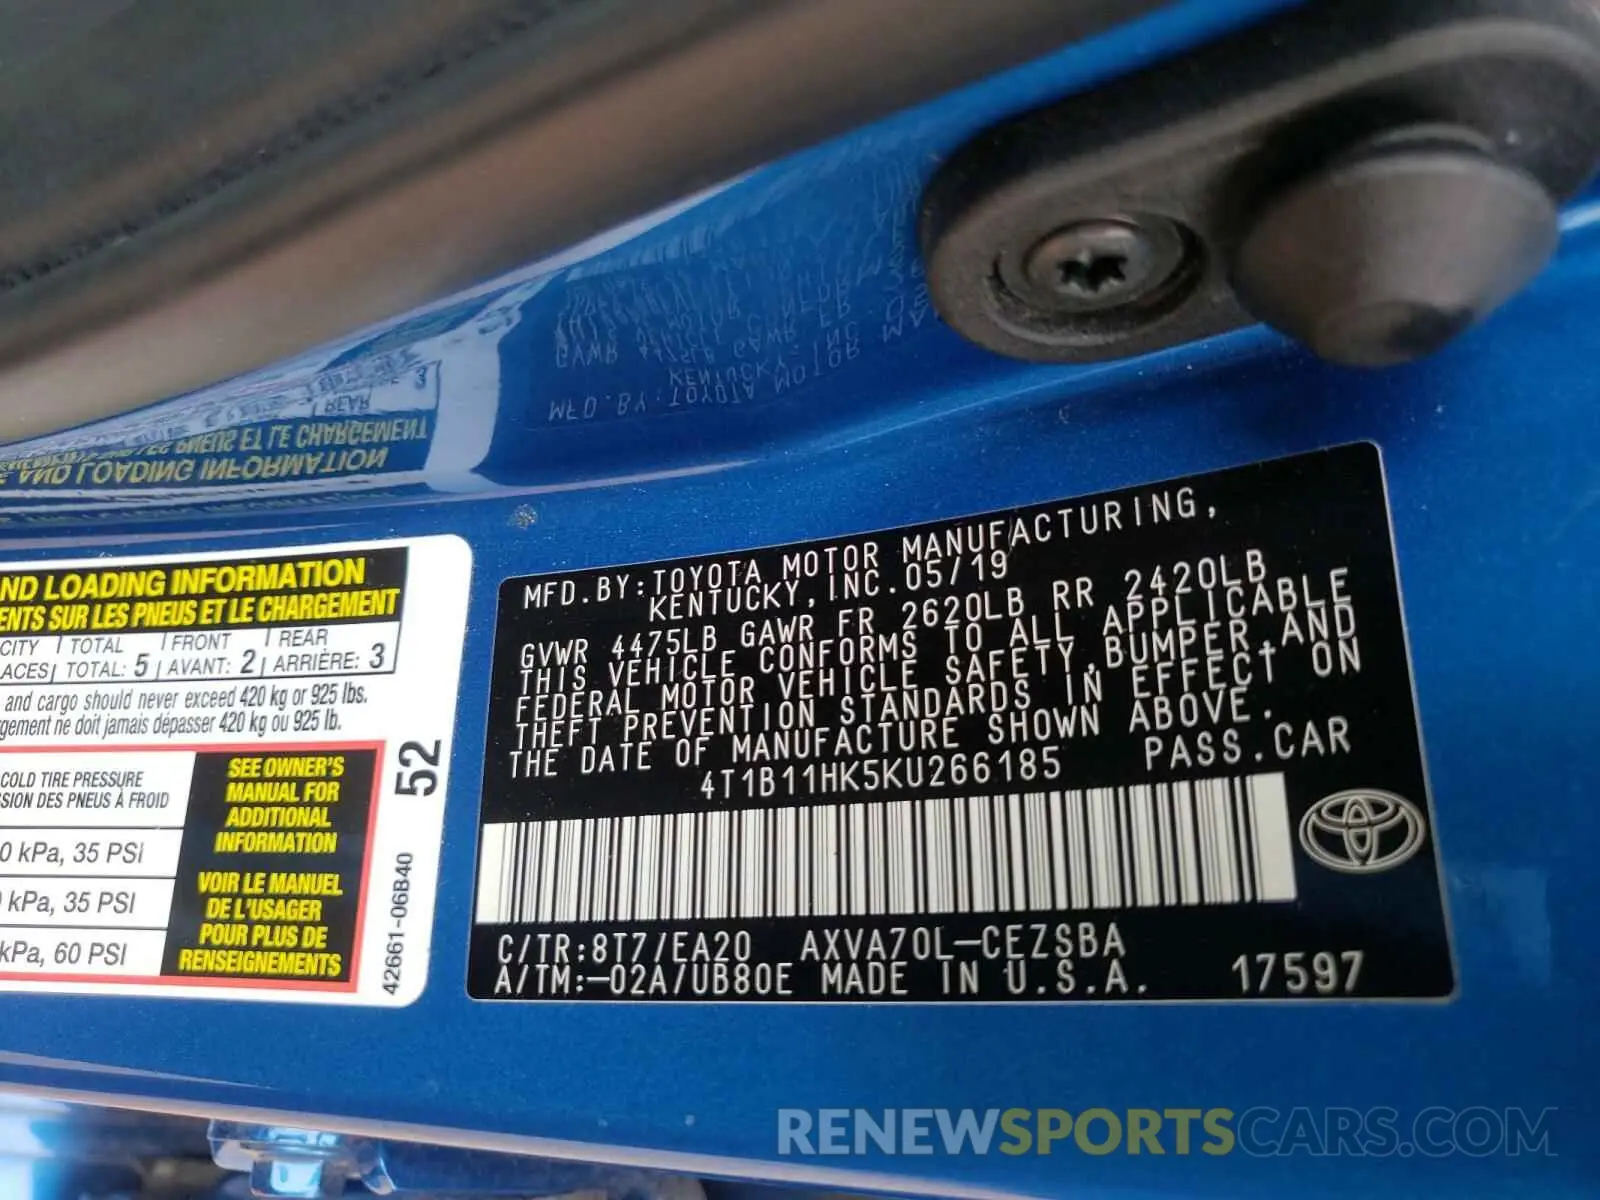 ND LOADING INFORMATION
ENTS SUR LES PNEUS ET LE CHARGEMENT
CITY | TOTAL | FRONT | REAR
ACES | TOTAL: 5 | AVANT: 2 | ARRIÈRE: 3
and cargo should never exceed 420 kg or 925 lbs.
rgement ne doit jamais dépasser 420 kg ou 925 lb.
COLD TIRE PRESSURE
SION DES PNEUS À FROID
0 kPa, 35 PSI
kPa, 35 PSI
kPa, 60 PSI
SEE OWNER'S
MANUAL FOR
ADDITIONAL
INFORMATION
VOIR LE MANUEL
DE L'USAGER
POUR PLUS DE
RENSEIGNEMENTS
52
42661-06B40
MFD.BY:TOYOTA MOTOR MANUFACTURING,
KENTUCKY,INC.05/19
GVWR 4475LB GAWR FR 2620LB RR 2420LB
THIS VEHICLE CONFORMS TO ALL APPLICABLE
FEDERAL MOTOR VEHICLE SAFETY,BUMPER,AND
THEFT PREVENTION STANDARDS IN EFFECT ON
THE DATE OF MANUFACTURE SHOWN ABOVE.
4T1B11HK5KU266185 PASS.CAR
C/TR:8T7/EA20 AXVA70L-CEZSBA
A/TM:-02A/UB80E MADE IN U.S.A. 17597
RENEWSPORTSCARS.COM